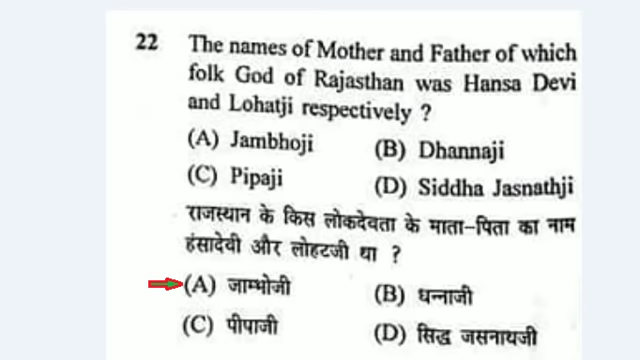 22 The names of Mother and Father of which
folk God of Rajasthan was Hansa Devi
and Lohatji respectively ?
(A) Jambhoji (B) Dhannaji
(C) Pipaji (D) Siddha Jasnathji
राजस्थान के किस लोकदेवता के माता-पिता का नाम
हंसादेवी और लोहटजी था ?
(A) जाम्भोजी (B) धन्नाजी
(C) पीपाजी (D) सिद्ध जसनाथजी